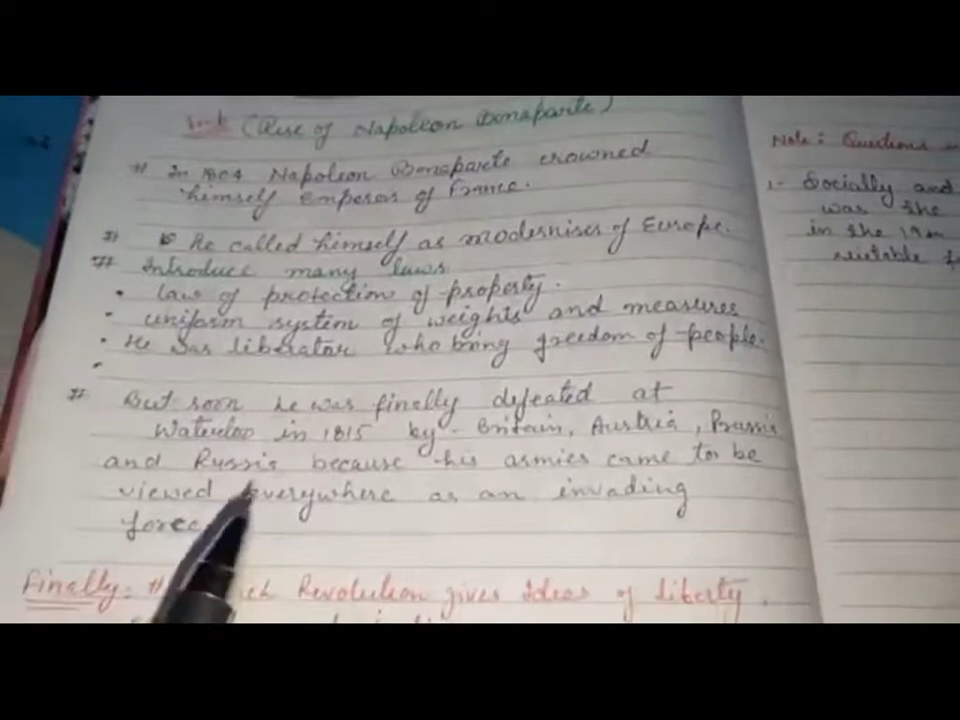 (Rise of Napoleon Bonaparte)
# In 1804 Napoleon Bonaparte crowned
himself emperor of France.
# He called himself as moderniser of Europe.
# Introduce many laws
• law of protection of property.
• uniform system of weights and measures
• He was liberator who bring freedom of people.
# But soon he was finally defeated at
Waterloo in 1815 by - Britain, Austria, Prussia
and Russia because his armies came to be
viewed everywhere as an invading
force
Finally: # Revolution gives Ideas of liberty
Note: Questions
1- Socially and
was the
in the
suitable